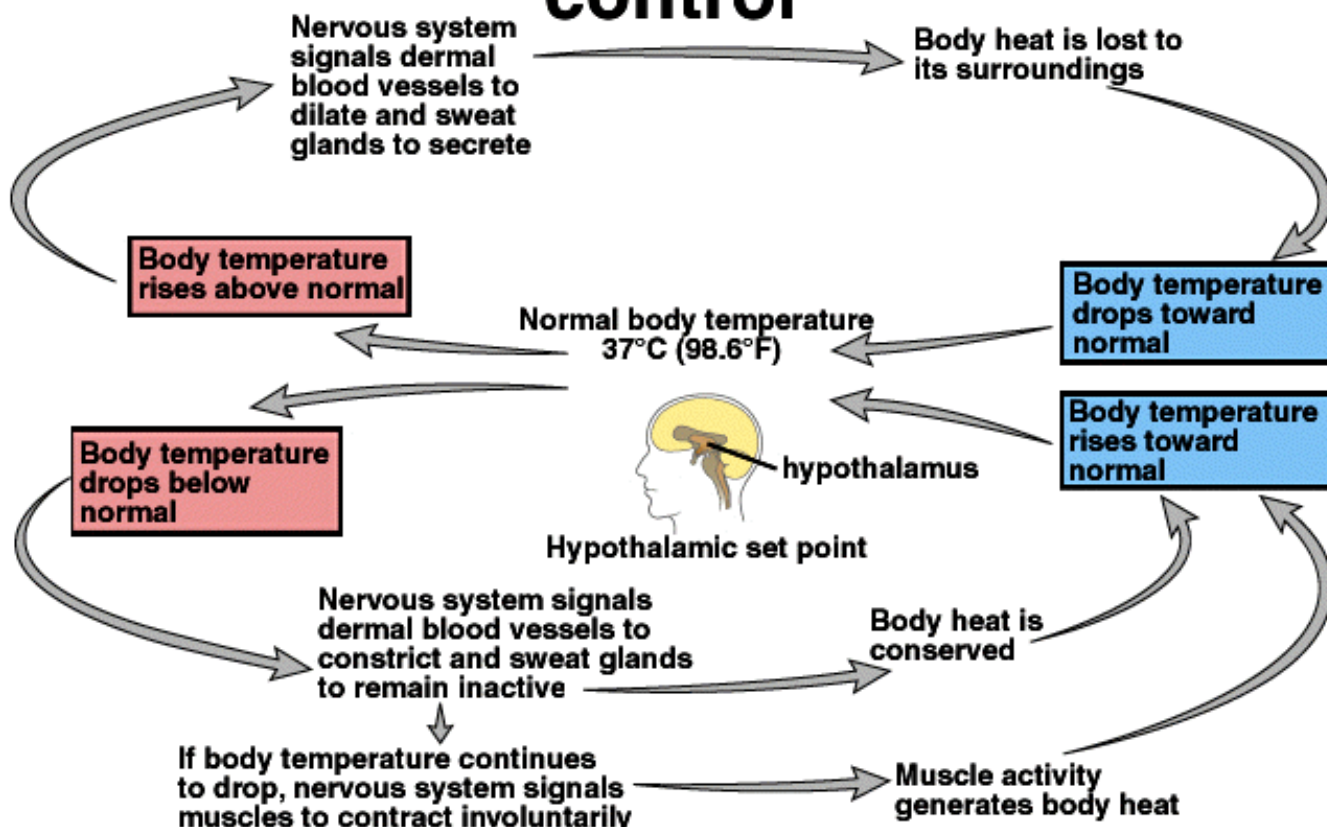 control
Nervous system
signals dermal
blood vessels to
dilate and sweat
glands to secrete
Body heat is lost to
its surroundings
Body temperature
rises above normal
Normal body temperature
37°C (98.6°F)
Body temperature
drops toward
normal
Body temperature
drops below
normal
hypothalamus
Hypothalamic set point
Body temperature
rises toward
normal
Nervous system signals
dermal blood vessels to
constrict and sweat glands
to remain inactive
Body heat is
conserved
If body temperature continues
to drop, nervous system signals
muscles to contract involuntarily
Muscle activity
generates body heat